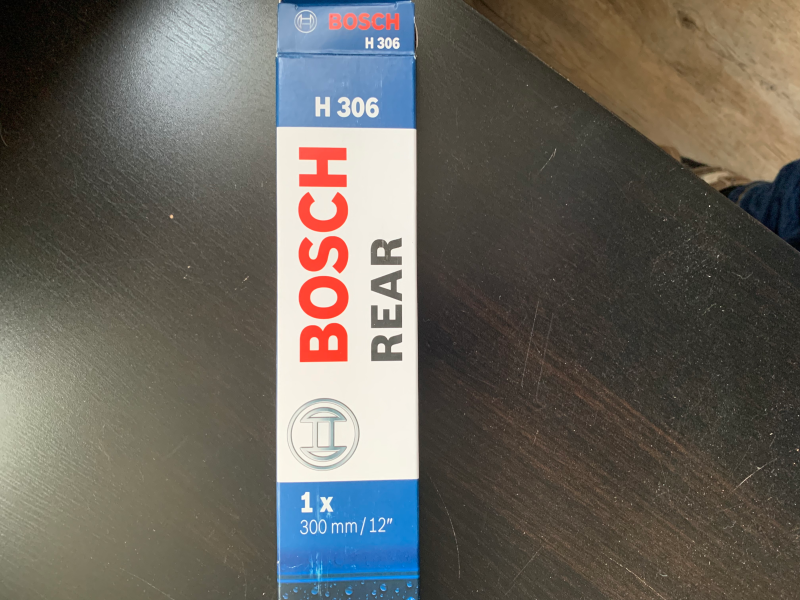 BOSCH
H 306
H 306
BOSCH
REAR
1 x
300 mm / 12"